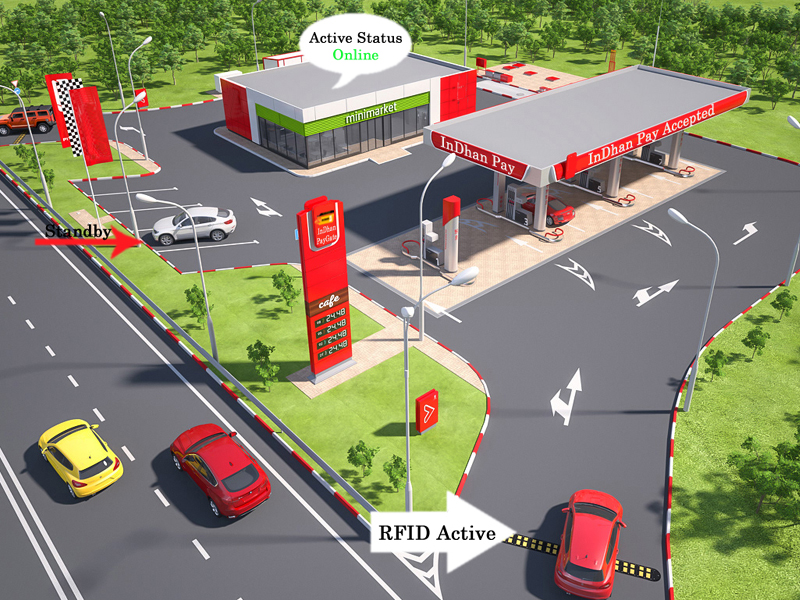 Active Status
Online
minimarket
InDhan Pay
InDhan Pay Accepted
Standby
InDhan
PayGate
cafe
24.48
24.48
24.48
24.48
RFID Active